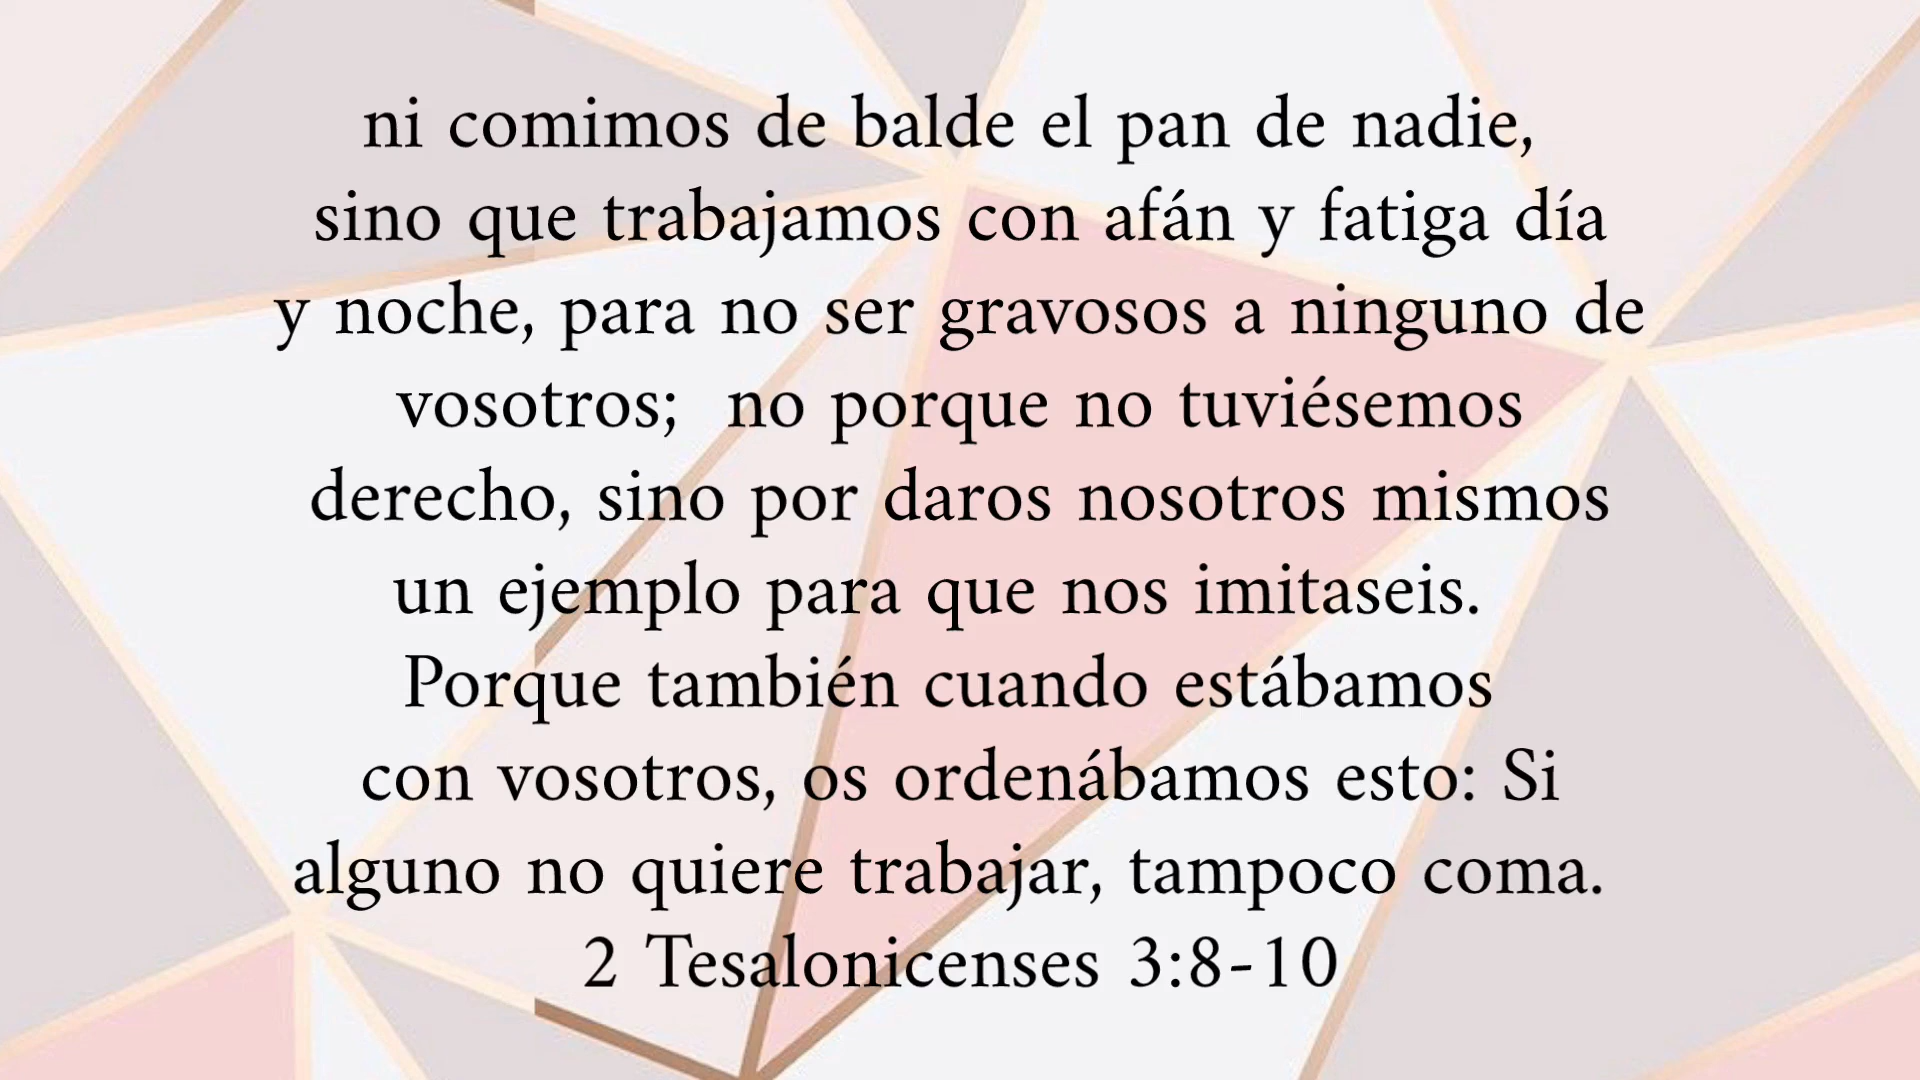 ni comimos de balde el pan de nadie,
sino que trabajamos con afán y fatiga día
y noche, para no ser gravosos a ninguno de
vosotros;  no porque no tuviésemos
derecho, sino por daros nosotros mismos
un ejemplo para que nos imitaseis.
Porque también cuando estábamos
con vosotros, os ordenábamos esto: Si
alguno no quiere trabajar, tampoco coma.
2 Tesalonicenses 3:8-10